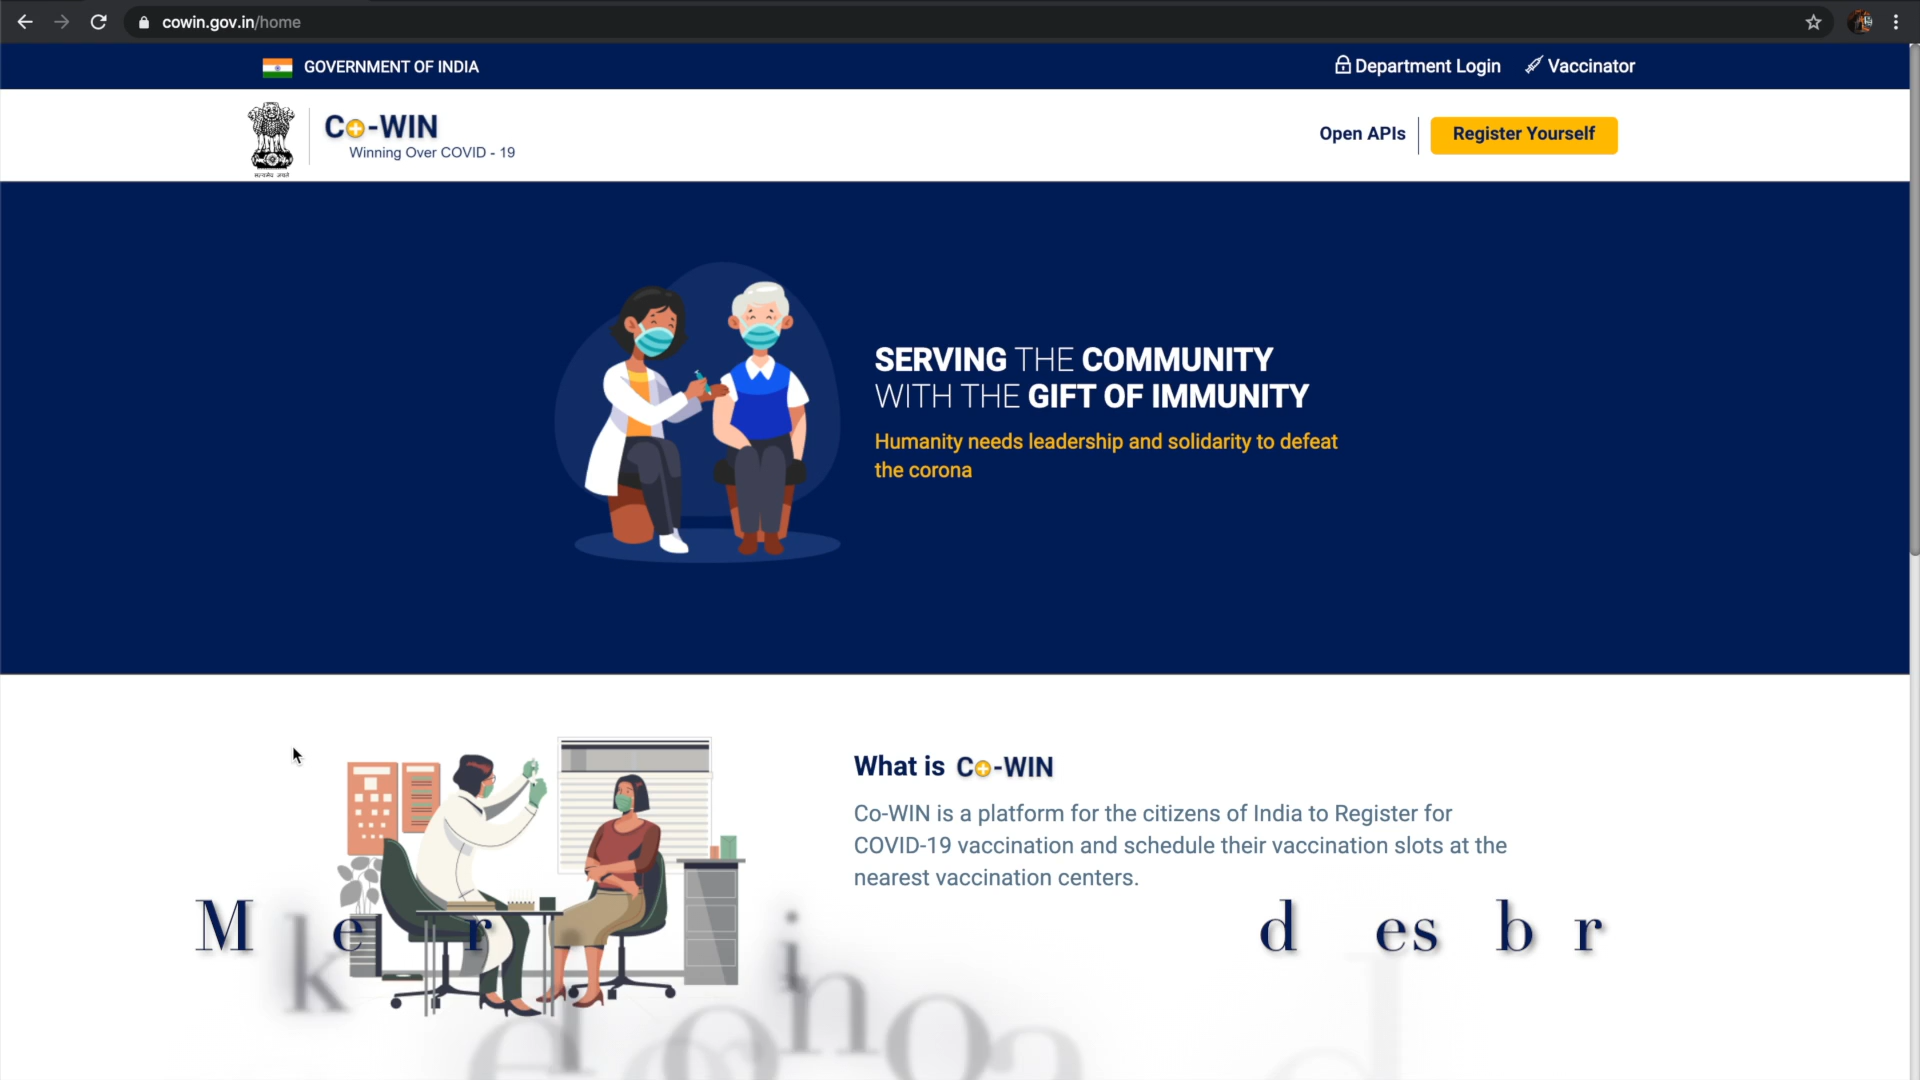 cowin.gov.in/home
GOVERNMENT OF INDIA
Department Login
Vaccinator
Co-WIN
Winning Over COVID - 19
सत्यमेव जयते
Open APIs
Register Yourself
SERVING THE COMMUNITY
WITH THE GIFT OF IMMUNITY
Humanity needs leadership and solidarity to defeat
the corona
What is Co-WIN
Co-WIN is a platform for the citizens of India to Register for
COVID-19 vaccination and schedule their vaccination slots at the
nearest vaccination centers.